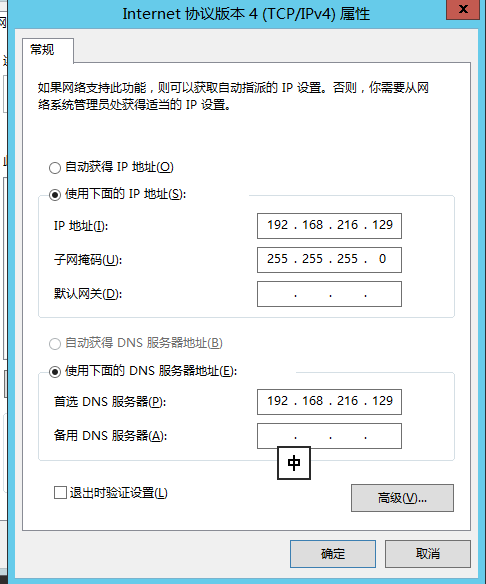 Internet 协议版本 4 (TCP/IPv4) 属性
x
常规
如果网络支持此功能，则可以获取自动指派的 IP 设置。否则，你需要从网
络系统管理员处获得适当的 IP 设置。
自动获得 IP 地址(O)
使用下面的 IP 地址(S):
IP 地址(I): 192 . 168 . 216 . 129
子网掩码(U): 255 . 255 . 255 . 0
默认网关(D): . . .
自动获得 DNS 服务器地址(B)
使用下面的 DNS 服务器地址(E):
首选 DNS 服务器(P): 192 . 168 . 216 . 129
备用 DNS 服务器(A): . . .
中
退出时验证设置(L)
高级(V)...
确定 取消